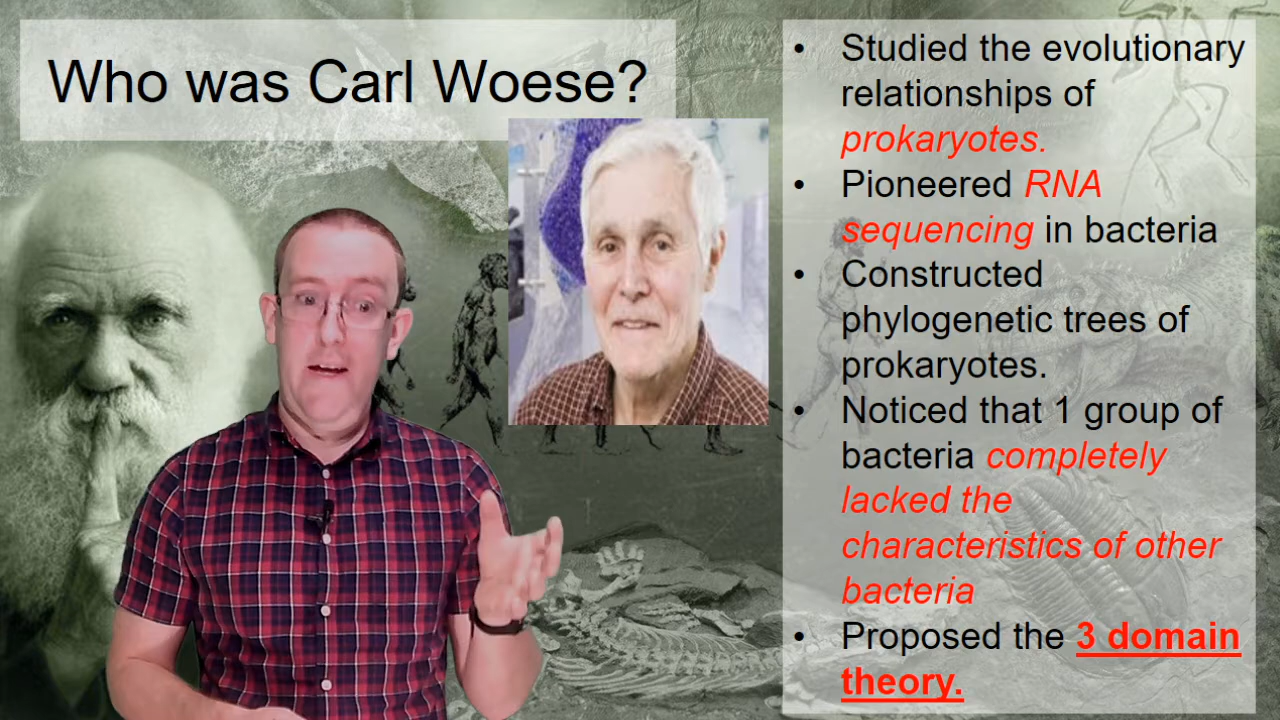 Who was Carl Woese?
• Studied the evolutionary
relationships of
prokaryotes.
• Pioneered RNA
sequencing in bacteria
• Constructed
phylogenetic trees of
prokaryotes.
• Noticed that 1 group of
bacteria completely
lacked the
characteristics of other
bacteria
• Proposed the 3 domain
theory.